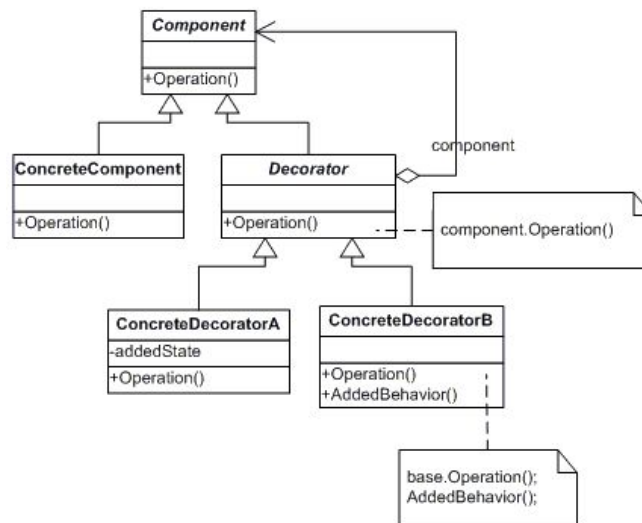 Component
+Operation()
component
ConcreteComponent
+Operation()
Decorator
+Operation()
component.Operation()
ConcreteDecoratorA
-addedState
+Operation()
ConcreteDecoratorB
+Operation()
+AddedBehavior()
base.Operation();
AddedBehavior();